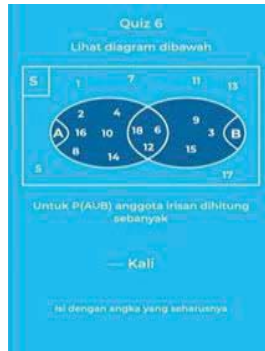 Quiz 6
Lihat diagram dibawah
S
1 7 11 13
2 4 9
A 16 10 18 6 3 B
8 12 15
14
5 17
Untuk P(AUB) anggota irisan dihitung
sebanyak
— Kali
Isi dengan angka yang seharusnya